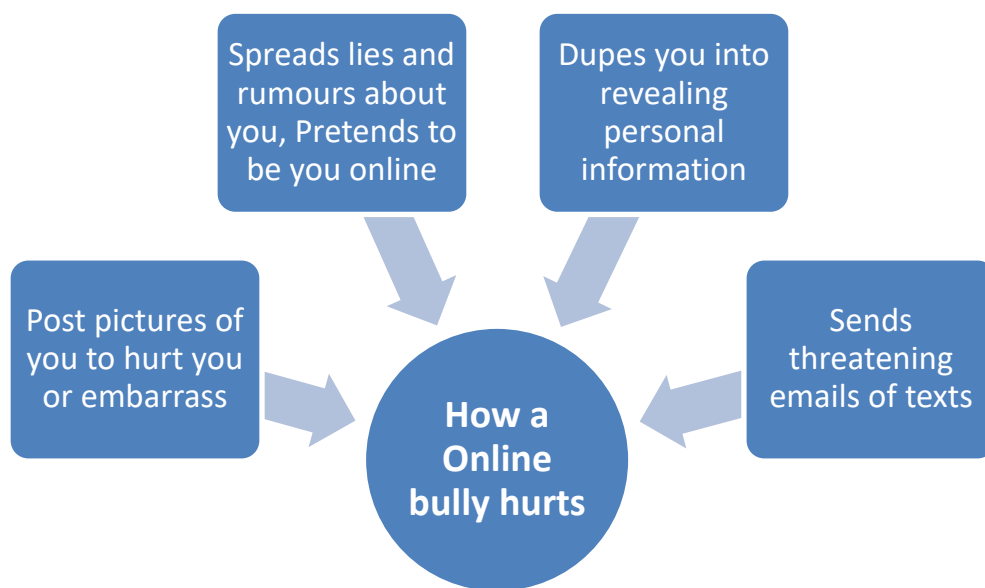 Spreads lies and
rumours about
you, Pretends to
be you online
Dupes you into
revealing
personal
information
Post pictures of
you to hurt you
or embarrass
Sends
threatening
emails of texts
How a
Online
bully hurts